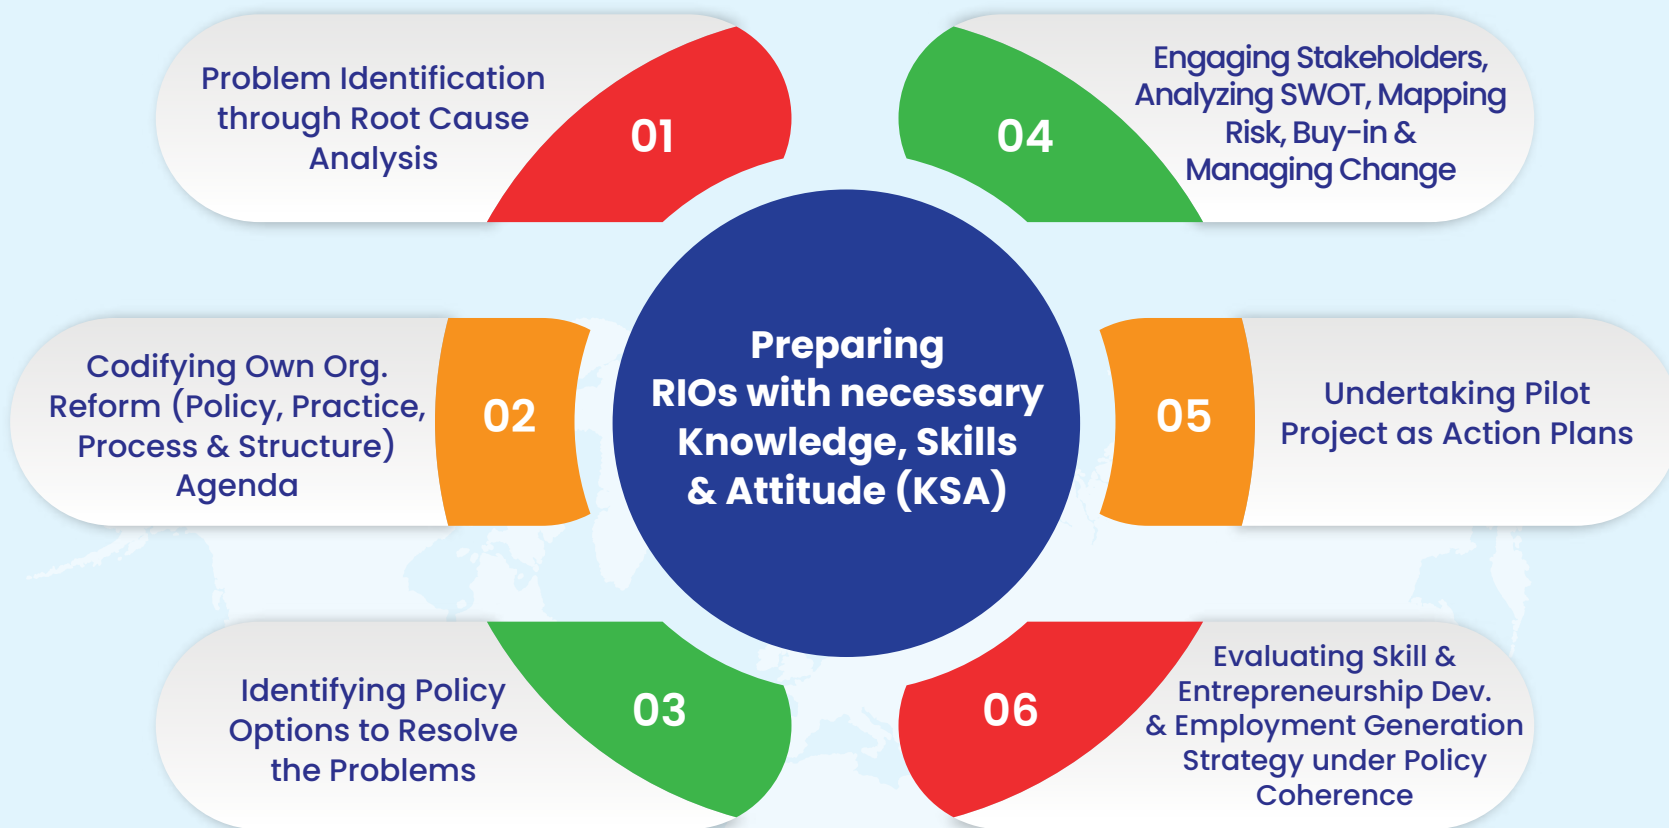 Problem Identification
through Root Cause
Analysis
01
Codifying Own Org.
Reform (Policy, Practice,
Process & Structure)
Agenda
02
Identifying Policy
Options to Resolve
the Problems
03
Preparing
RIOs with necessary
Knowledge, Skills
& Attitude (KSA)
04
Engaging Stakeholders,
Analyzing SWOT, Mapping
Risk, Buy-in &
Managing Change
05
Undertaking Pilot
Project as Action Plans
06
Evaluating Skill &
Entrepreneurship Dev.
& Employment Generation
Strategy under Policy
Coherence